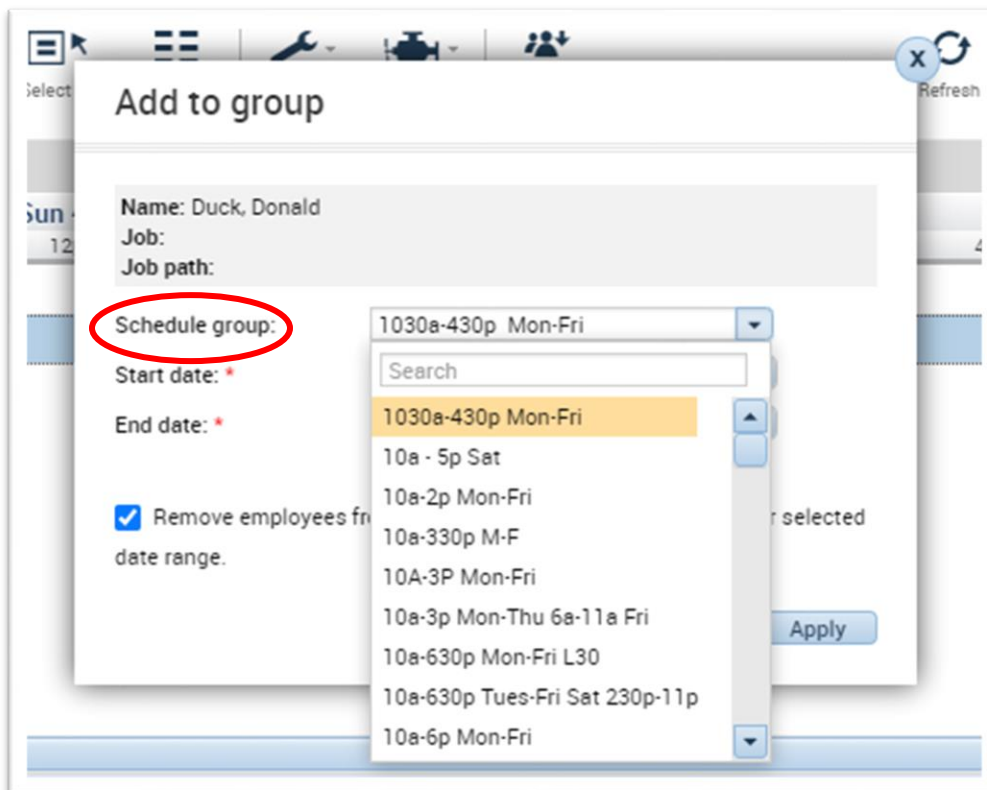 Select
Refresh
X
Add to group
Sun
12
4
Name: Duck, Donald
Job:
Job path:
Schedule group: 1030a-430p Mon-Fri
Search
Start date: *
1030a-430p Mon-Fri
End date: *
10a - 5p Sat
10a-2p Mon-Fri
Remove employees selected
10a-330p M-F
date range.
10A-3P Mon-Fri
10a-3p Mon-Thu 6a-11a Fri
Apply
10a-630p Mon-Fri L30
10a-630p Tues-Fri Sat 230p-11p
10a-6p Mon-Fri